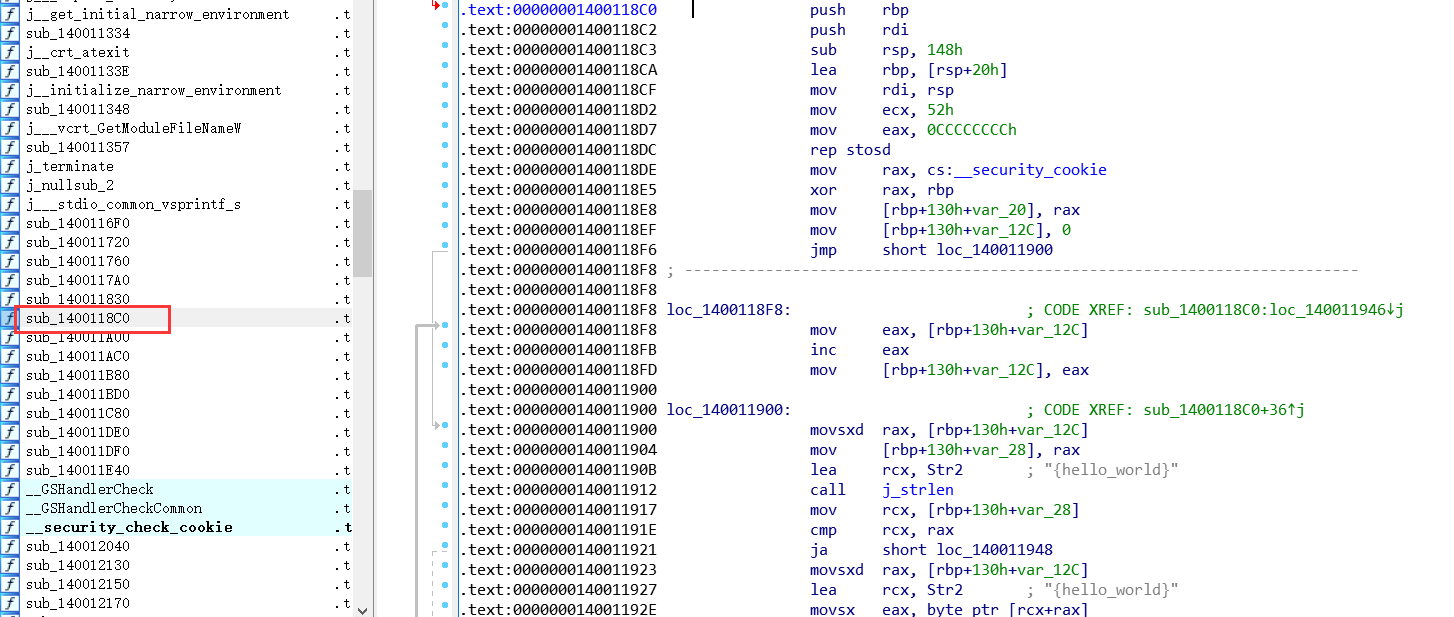 j__get_initial_narrow_environment .t
sub_140011334 .t
j__crt_atexit .t
sub_14001133E .t
j__initialize_narrow_environment .t
sub_140011348 .t
j___vcrt_GetModuleFileNameW .t
sub_140011357 .t
j_terminate .t
j_nullsub_2 .t
j___stdio_common_vsprintf_s .t
sub_1400116F0 .t
sub_140011720 .t
sub_140011760 .t
sub_1400117A0 .t
sub_140011830 .t
sub_1400118C0 .t
sub_140011A00 .t
sub_140011AC0 .t
sub_140011B80 .t
sub_140011BD0 .t
sub_140011C80 .t
sub_140011DE0 .t
sub_140011DF0 .t
sub_140011E40 .t
__GSHandlerCheck .t
__GSHandlerCheckCommon .t
__security_check_cookie .t
sub_140012040 .t
sub_140012130 .t
sub_140012150 .t
sub_140012170 .t
.text:00000001400118C0 push rbp
.text:00000001400118C2 push rdi
.text:00000001400118C3 sub rsp, 148h
.text:00000001400118CA lea rbp, [rsp+20h]
.text:00000001400118CF mov rdi, rsp
.text:00000001400118D2 mov ecx, 52h
.text:00000001400118D7 mov eax, 0CCCCCCCCh
.text:00000001400118DC rep stosd
.text:00000001400118DE mov rax, cs:__security_cookie
.text:00000001400118E5 xor rax, rbp
.text:00000001400118E8 mov [rbp+130h+var_20], rax
.text:00000001400118EF mov [rbp+130h+var_12C], 0
.text:00000001400118F6 jmp short loc_140011900
.text:00000001400118F8 ; ---------------------------------------------------------------------------
.text:00000001400118F8
.text:00000001400118F8 loc_1400118F8: ; CODE XREF: sub_1400118C0:loc_140011946↓j
.text:00000001400118F8 mov eax, [rbp+130h+var_12C]
.text:00000001400118FB inc eax
.text:00000001400118FD mov [rbp+130h+var_12C], eax
.text:0000000140011900
.text:0000000140011900 loc_140011900: ; CODE XREF: sub_1400118C0+36↑j
.text:0000000140011900 movsxd rax, [rbp+130h+var_12C]
.text:0000000140011904 mov [rbp+130h+var_28], rax
.text:000000014001190B lea rcx, Str2 ; "{hello_world}"
.text:0000000140011912 call j_strlen
.text:0000000140011917 mov rcx, [rbp+130h+var_28]
.text:000000014001191E cmp rcx, rax
.text:0000000140011921 ja short loc_140011948
.text:0000000140011923 movsxd rax, [rbp+130h+var_12C]
.text:0000000140011927 lea rcx, Str2 ; "{hello_world}"
.text:000000014001192E movsx eax, byte ptr [rcx+rax]